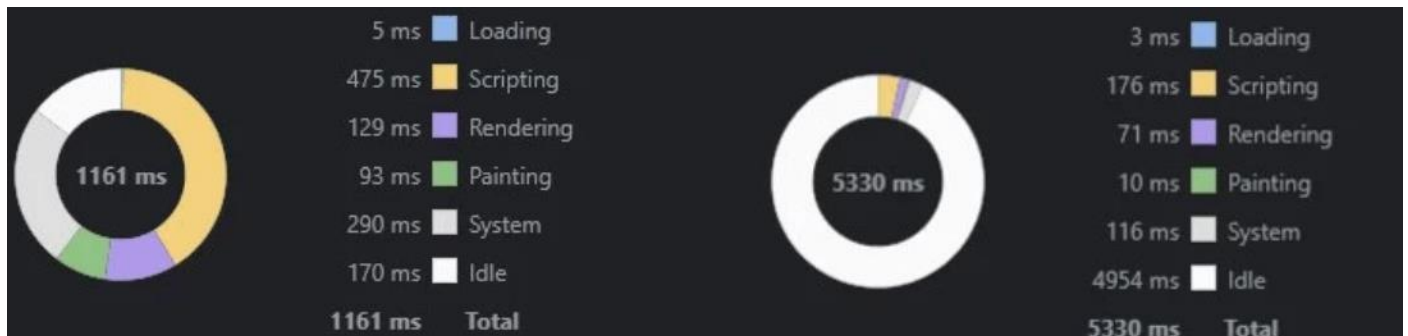 5 ms Loading
475 ms Scripting
129 ms Rendering
93 ms Painting
290 ms System
170 ms Idle
1161 ms Total
1161 ms
3 ms Loading
176 ms Scripting
71 ms Rendering
10 ms Painting
116 ms System
4954 ms Idle
5330 ms Total
5330 ms